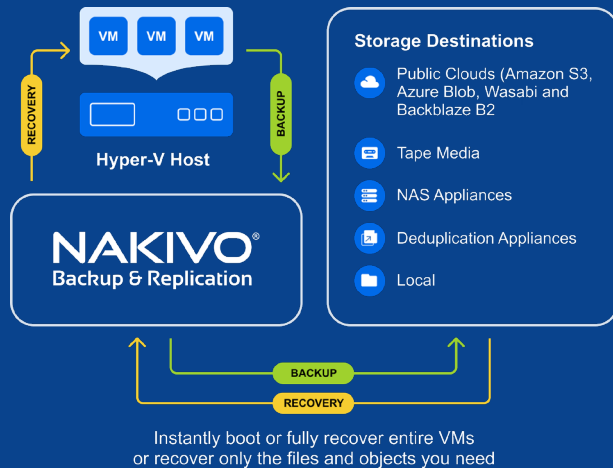 VM VM VM
RECOVERY
BACKUP
Hyper-V Host
NAKIVO®
Backup & Replication
Storage Destinations
Public Clouds (Amazon S3,
Azure Blob, Wasabi and
Backblaze B2
Tape Media
NAS Appliances
Deduplication Appliances
Local
BACKUP
RECOVERY
Instantly boot or fully recover entire VMs
or recover only the files and objects you need